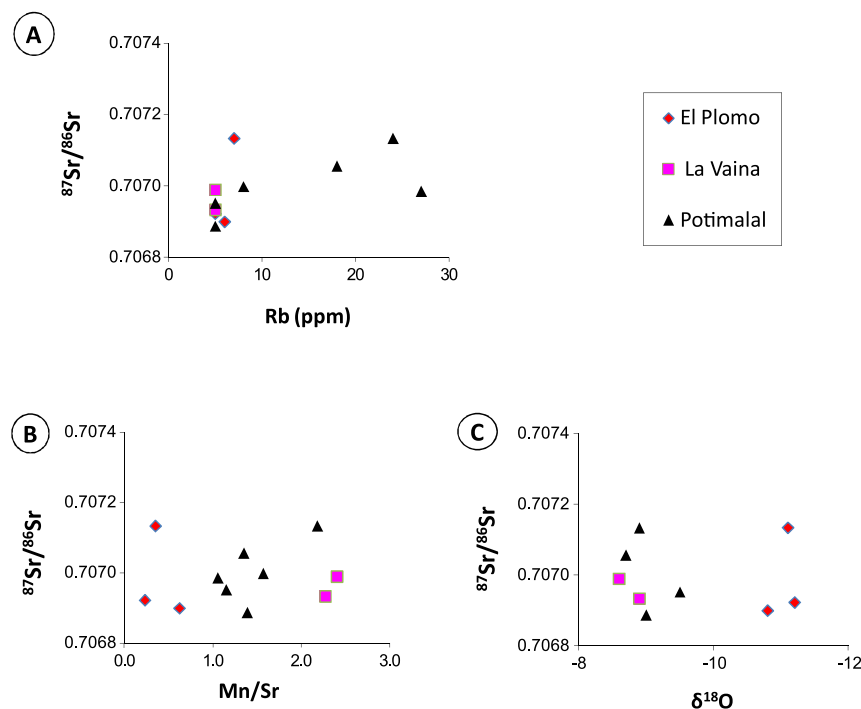 A
0.7074
0.7072
0.7070
0.7068
⁸⁷Sr/⁸⁶Sr
0 10 20 30
Rb (ppm)
El Plomo
La Vaina
Potimalal
B
0.7074
0.7072
0.7070
0.7068
⁸⁷Sr/⁸⁶Sr
0.0 1.0 2.0 3.0
Mn/Sr
C
0.7074
0.7072
0.7070
0.7068
⁸⁷Sr/⁸⁶Sr
-8 -10 -12
δ¹⁸O